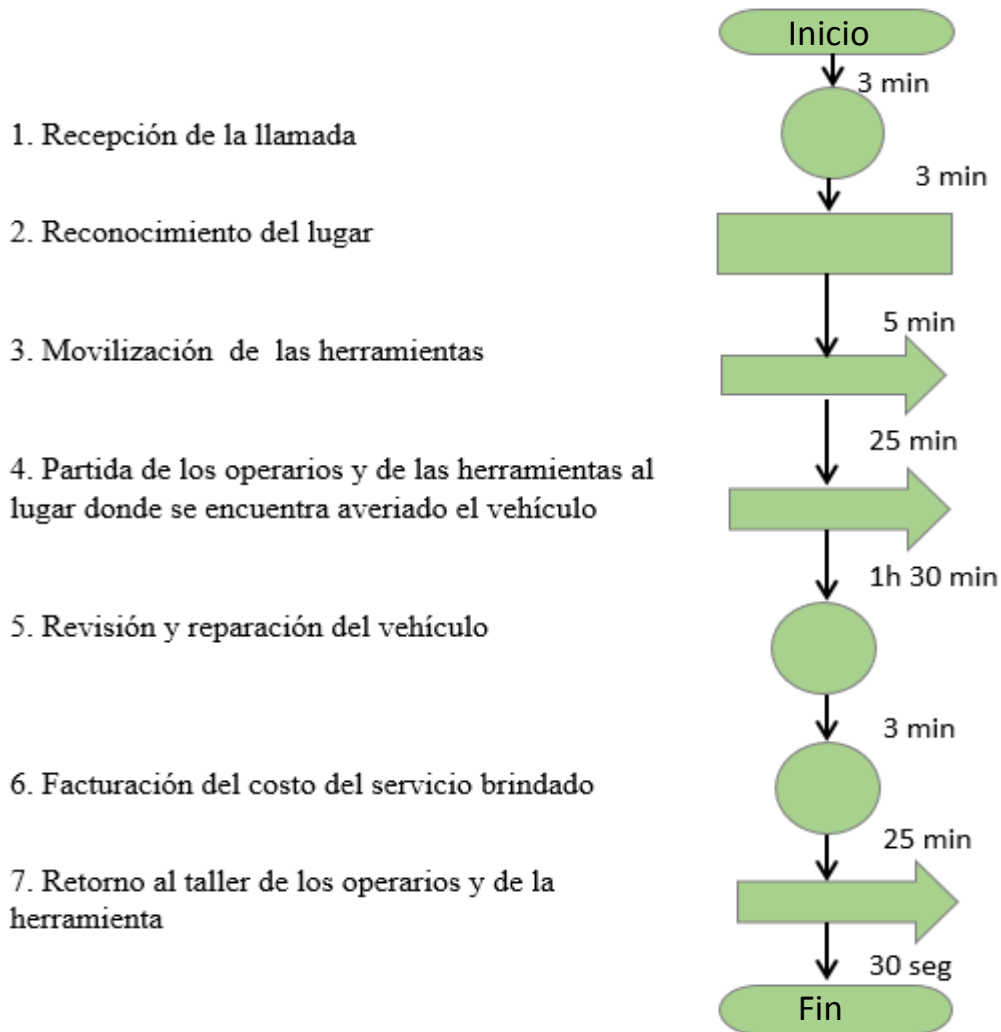 Inicio
3 min
1. Recepción de la llamada
3 min
2. Reconocimiento del lugar
5 min
3. Movilización de las herramientas
25 min
4. Partida de los operarios y de las herramientas al
lugar donde se encuentra averiado el vehículo
1h 30 min
5. Revisión y reparación del vehículo
3 min
6. Facturación del costo del servicio brindado
25 min
7. Retorno al taller de los operarios y de la
herramienta
30 seg
Fin